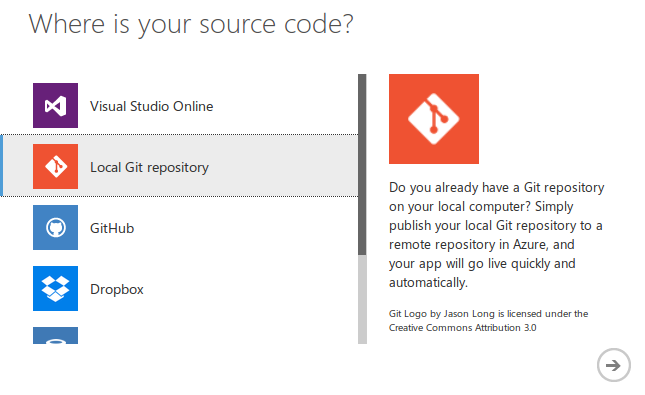 Where is your source code?
Visual Studio Online
Local Git repository
GitHub
Dropbox
Do you already have a Git repository
on your local computer? Simply
publish your local Git repository to a
remote repository in Azure, and
your app will go live quickly and
automatically.
Git Logo by Jason Long is licensed under the
Creative Commons Attribution 3.0